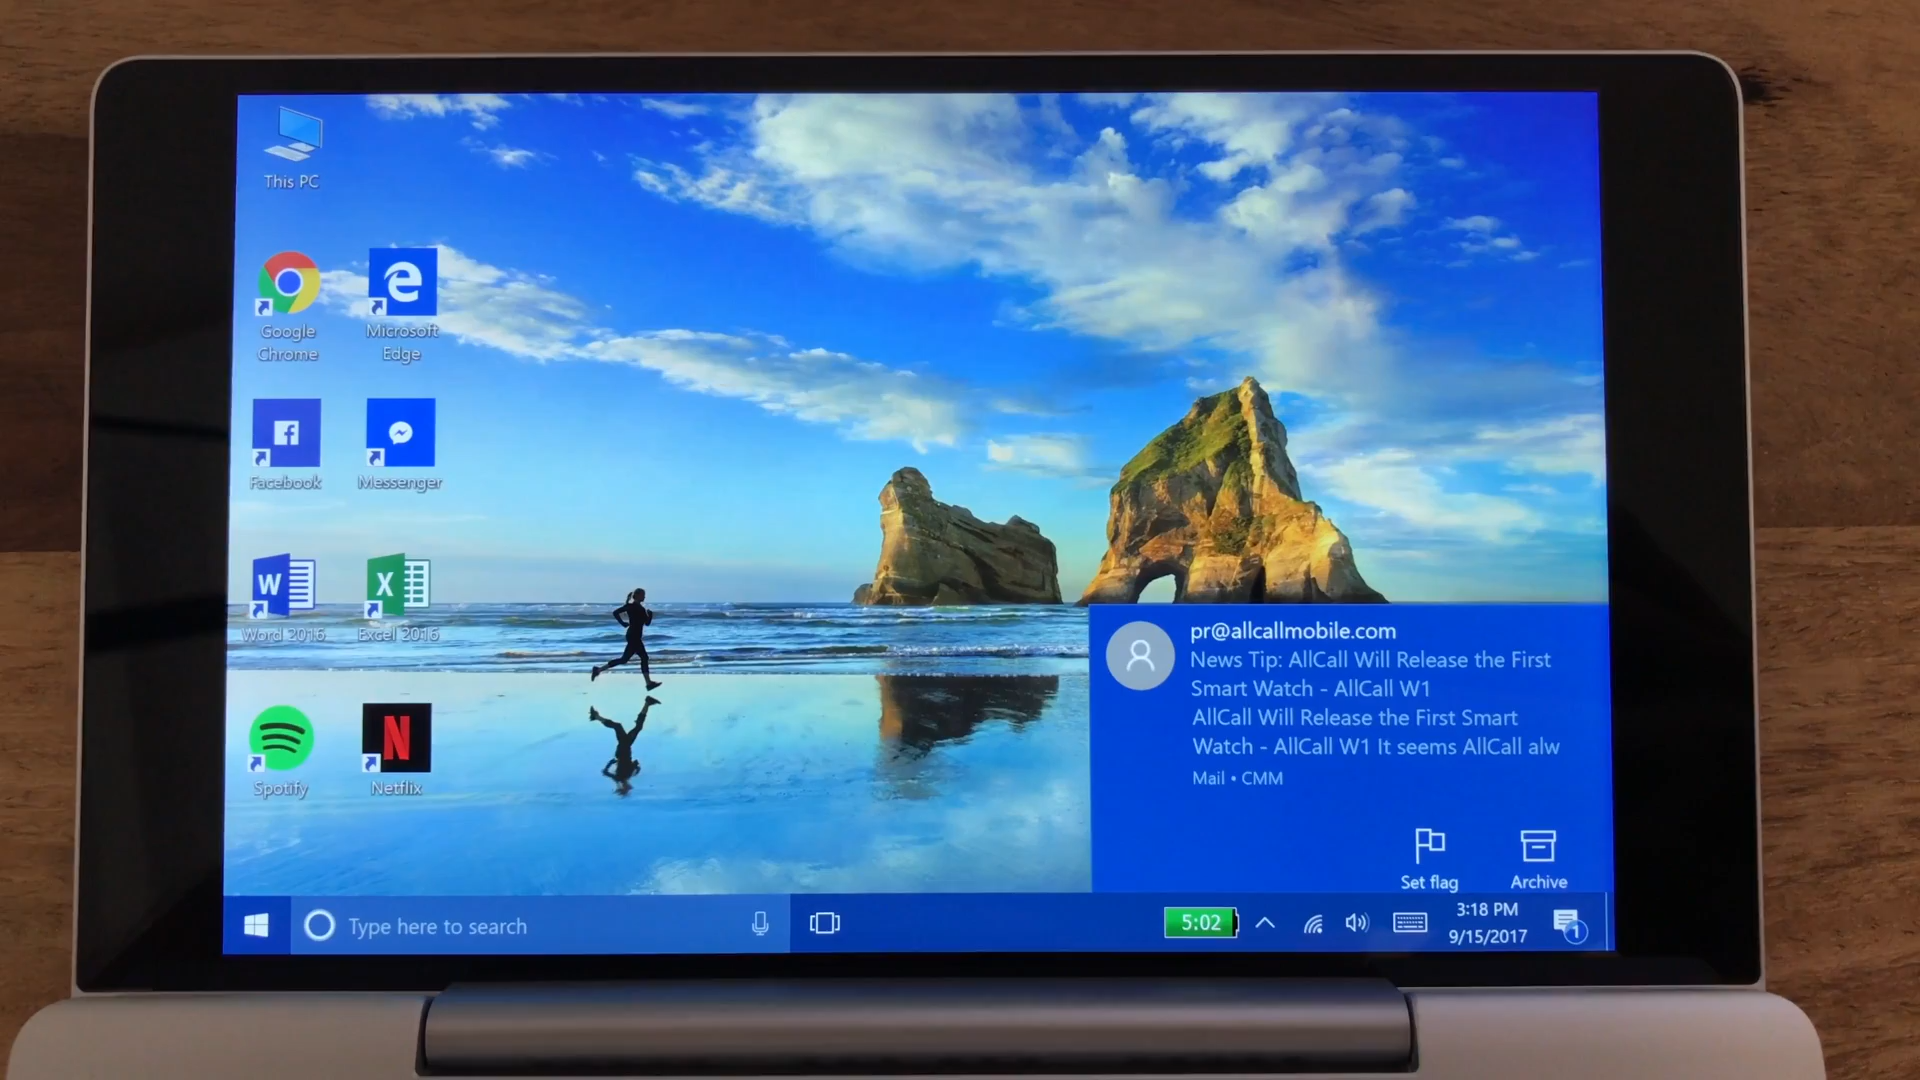 This PC
Google
Chrome
Microsoft
Edge
Facebook
Messenger
Word 2016
Excel 2016
Spotify
Netflix
pr@allcallmobile.com
News Tip: AllCall Will Release the First
Smart Watch - AllCall W1
AllCall Will Release the First Smart
Watch - AllCall W1 It seems AllCall alw
Mail • CMM
Set flag
Archive
Type here to search
5:02
3:18 PM
9/15/2017
1